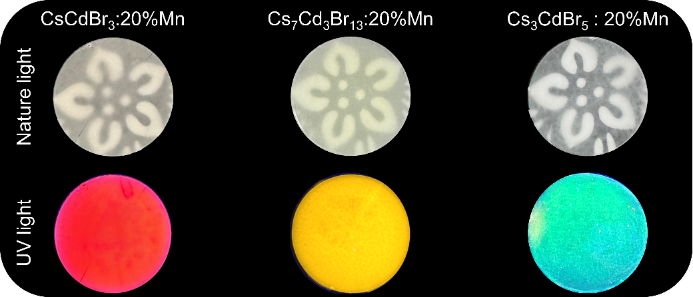 CsCdBr₃:20%Mn Cs₇Cd₃Br₁₃:20%Mn Cs₃CdBr₅ : 20%Mn
Nature light
UV light